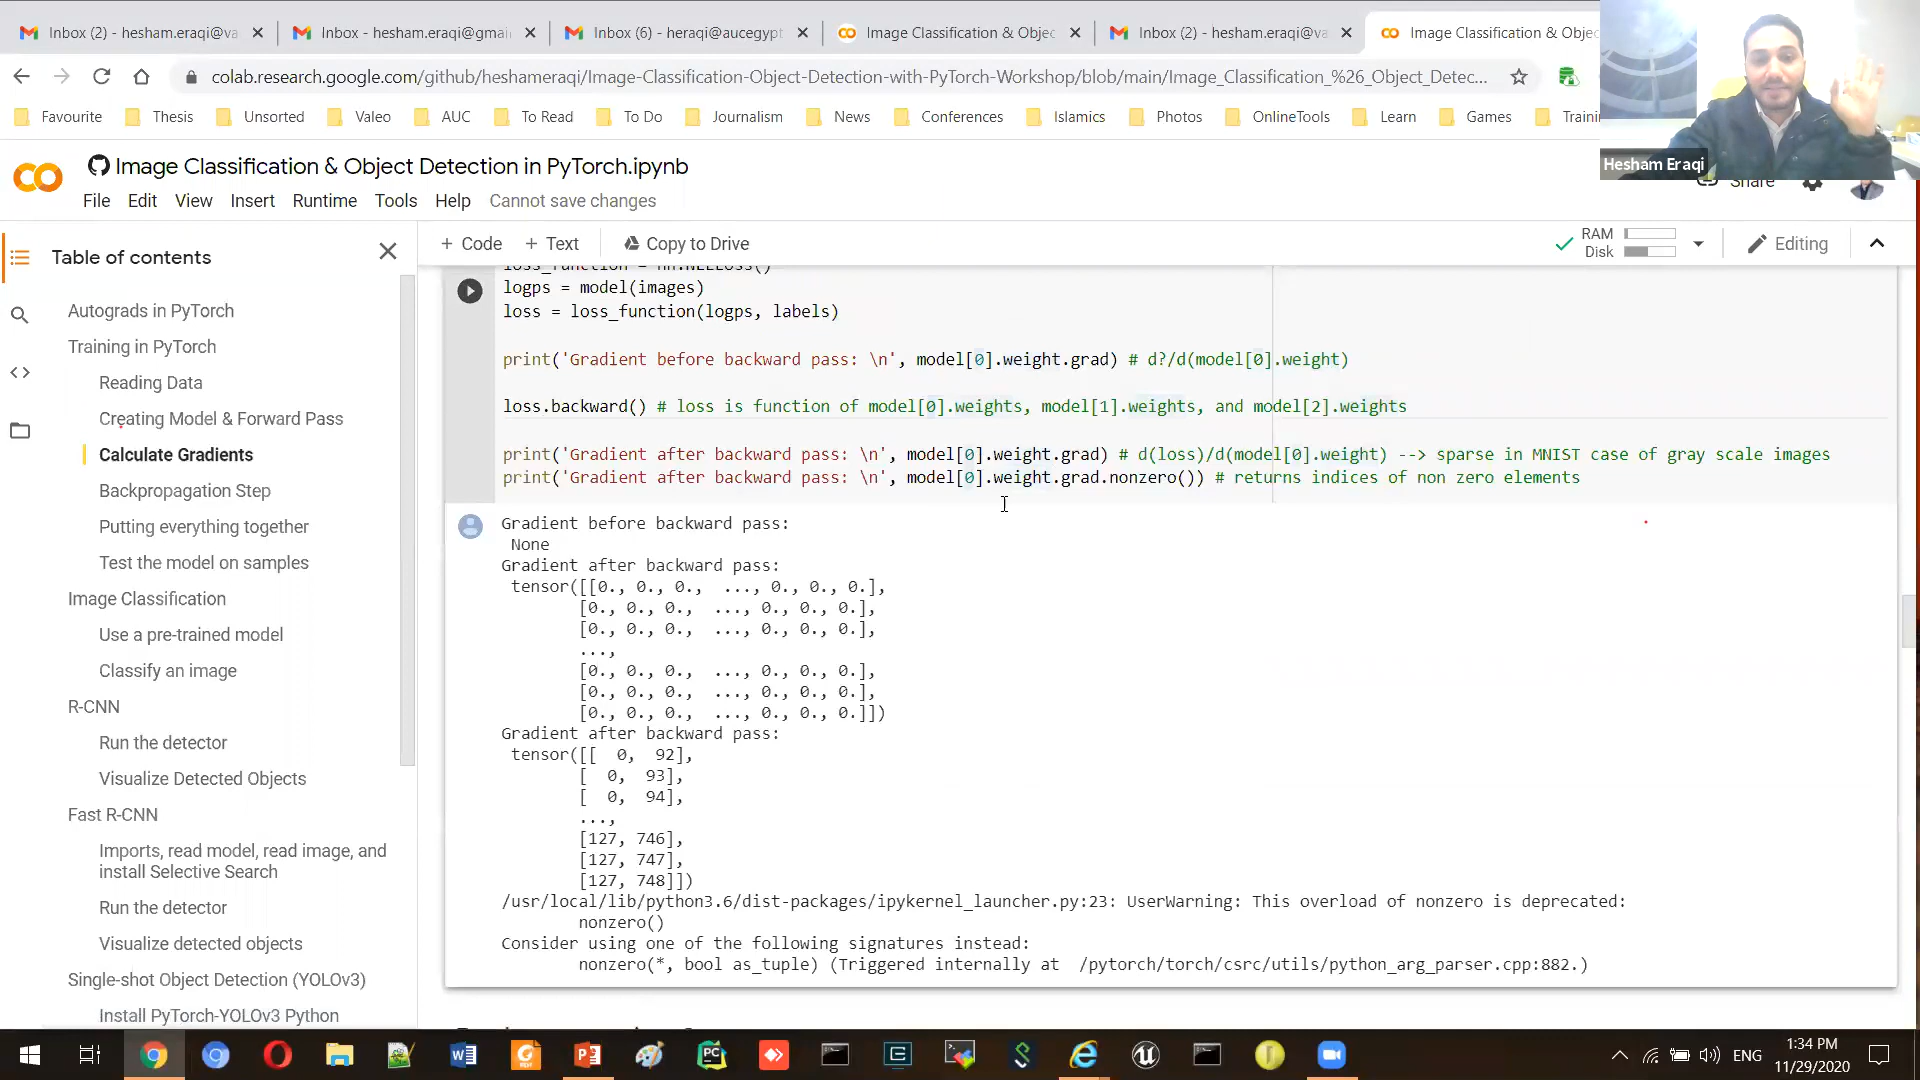 Inbox (2) - hesham.eraqi@va
Inbox - hesham.eraqi@gmai
Inbox (6) - heraqi@aucegypt
Image Classification & Objec
Inbox (2) - hesham.eraqi@va
Image Classification & Objec
colab.research.google.com/github/heshameraqi/Image-Classification-Object-Detection-with-PyTorch-Workshop/blob/main/Image_Classification_%26_Object_Detec...
Favourite
Thesis
Unsorted
Valeo
AUC
To Read
To Do
Journalism
News
Conferences
Islamics
Photos
OnlineTools
Learn
Games
Traini
Hesham Eraqi
Image Classification & Object Detection in PyTorch.ipynb
File Edit View Insert Runtime Tools Help Cannot save changes
Share
Table of contents
Autograds in PyTorch
Training in PyTorch
Reading Data
Creating Model & Forward Pass
Calculate Gradients
Backpropagation Step
Putting everything together
Test the model on samples
Image Classification
Use a pre-trained model
Classify an image
R-CNN
Run the detector
Visualize Detected Objects
Fast R-CNN
Imports, read model, read image, and
install Selective Search
Run the detector
Visualize detected objects
Single-shot Object Detection (YOLOv3)
Install PyTorch-YOLOv3 Python
+ Code + Text Copy to Drive
RAM
Disk
Editing
loss_function = nn.NLLLoss()
logps = model(images)
loss = loss_function(logps, labels)
print('Gradient before backward pass: \n', model[0].weight.grad) # d?/d(model[0].weight)
loss.backward() # loss is function of model[0].weights, model[1].weights, and model[2].weights
print('Gradient after backward pass: \n', model[0].weight.grad) # d(loss)/d(model[0].weight) --> sparse in MNIST case of gray scale images
print('Gradient after backward pass: \n', model[0].weight.grad.nonzero()) # returns indices of non zero elements
Gradient before backward pass:
None
Gradient after backward pass:
tensor([[0., 0., 0., ..., 0., 0., 0.],
[0., 0., 0., ..., 0., 0., 0.],
[0., 0., 0., ..., 0., 0., 0.],
...,
[0., 0., 0., ..., 0., 0., 0.],
[0., 0., 0., ..., 0., 0., 0.],
[0., 0., 0., ..., 0., 0., 0.]])
Gradient after backward pass:
tensor([[ 0, 92],
[ 0, 93],
[ 0, 94],
...,
[127, 746],
[127, 747],
[127, 748]])
/usr/local/lib/python3.6/dist-packages/ipykernel_launcher.py:23: UserWarning: This overload of nonzero is deprecated:
nonzero()
Consider using one of the following signatures instead:
nonzero(*, bool as_tuple) (Triggered internally at /pytorch/torch/csrc/utils/python_arg_parser.cpp:882.)
ENG
1:34 PM
11/29/2020